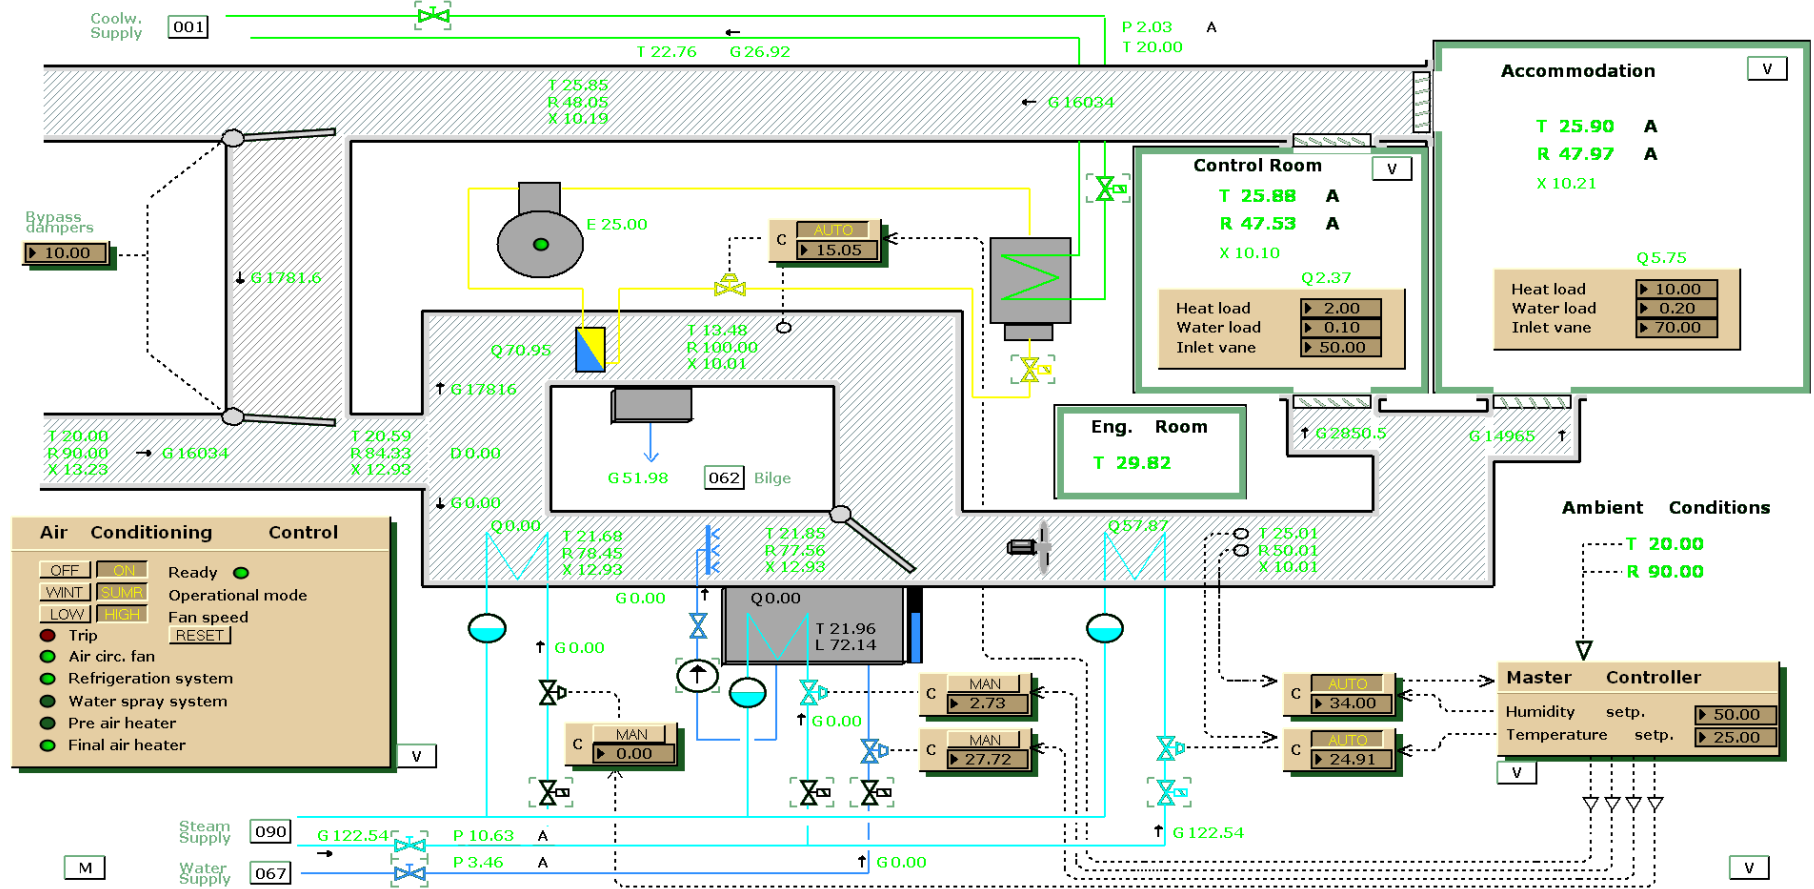 Coolw.
Supply
001
P 2.03 A
T 20.00
T 22.76 G 26.92
T 25.85
R 48.05
X 10.19
G 16034
Accommodation
V
T 25.90 A
R 47.97 A
X 10.21
Q 5.75
Heat load 10.00
Water load 0.20
Inlet vane 70.00
Control Room
V
T 25.88 A
R 47.53 A
X 10.10
Q 2.37
Heat load 2.00
Water load 0.10
Inlet vane 50.00
Bypass
dampers
10.00
G 1781.6
E 25.00
C AUTO
15.05
Q 70.95
T 13.48
R 100.00
X 10.01
G 17816
T 20.00
R 90.00
X 13.23
G 16034
T 20.59
R 84.33
X 12.93
D 0.00
G 0.00
G 51.98
062 Bilge
Eng. Room
T 29.82
G 2850.5
G 14965
Ambient Conditions
T 20.00
R 90.00
Q 0.00
T 21.68
R 78.45
X 12.93
T 21.85
R 77.56
X 12.93
Q 57.87
T 25.01
R 50.01
X 10.01
Air Conditioning Control
OFF ON Ready
WINT SUMR Operational mode
LOW HIGH Fan speed
Trip RESET
Air circ. fan
Refrigeration system
Water spray system
Pre air heater
Final air heater
V
G 0.00
Q 0.00
T 21.96
L 72.14
G 0.00
G 0.00
C MAN
0.00
C MAN
2.73
C MAN
27.72
C AUTO
34.00
C AUTO
24.91
Master Controller
Humidity setp. 50.00
Temperature setp. 25.00
V
Steam
Supply
090
G 122.54
P 10.63 A
G 122.54
Water
Supply
067
P 3.46 A
G 0.00
M
V